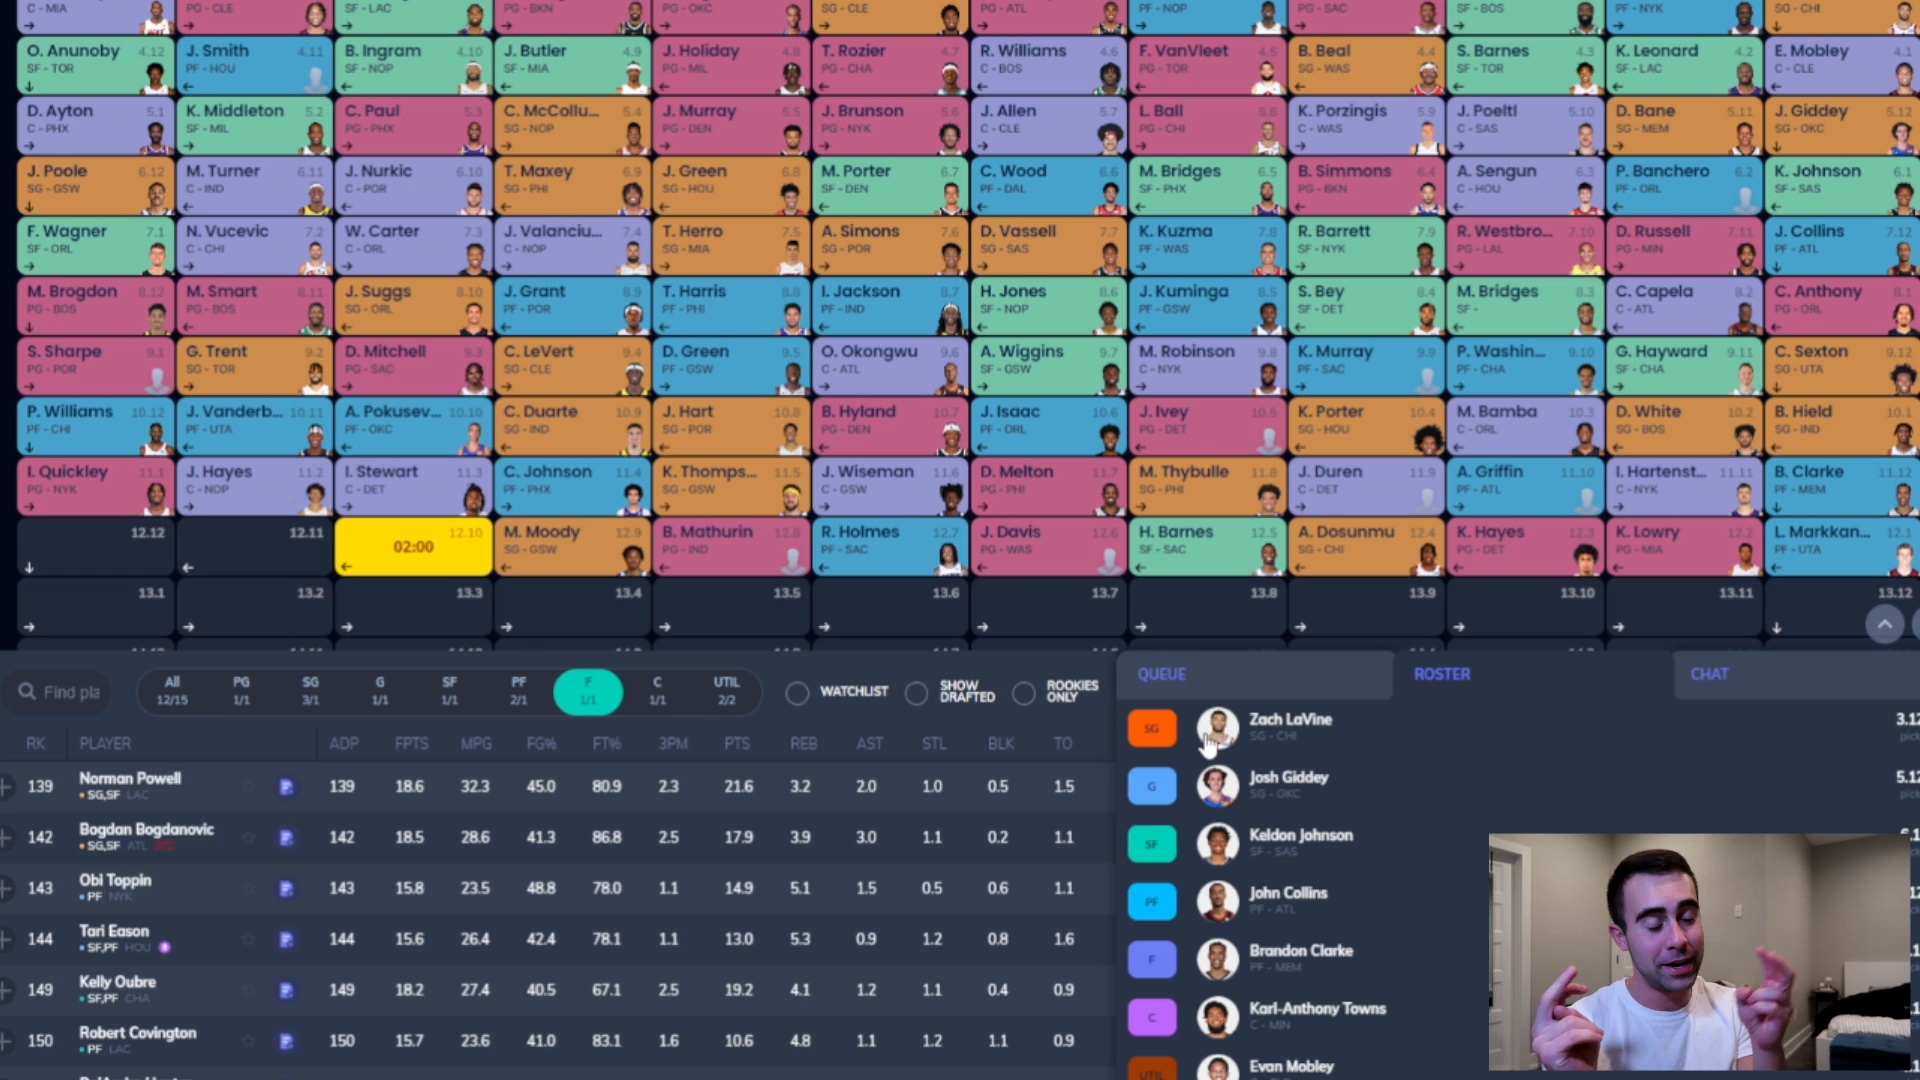 C - MIA PG - CLE SF - LAC PG - BKN PG - OKC SG - CLE PG - ATL PF - NOP PG - SAC SF - BOS PF - NYK SG - CHI
O. Anunoby 4.12 J. Smith 4.11 B. Ingram 4.10 J. Butler 4.9 J. Holiday 4.8 T. Rozier 4.7 R. Williams 4.6 F. VanVleet 4.5 B. Beal 4.4 S. Barnes 4.3 K. Leonard 4.2 E. Mobley 4.1
SF - TOR PF - HOU SF - NOP SF - MIA PG - MIL PG - CHA C - BOS PG - TOR SG - WAS SF - TOR SF - LAC C - CLE
D. Ayton 5.1 K. Middleton 5.2 C. Paul 5.3 C. McCollu... 5.4 J. Murray 5.5 J. Brunson 5.6 J. Allen 5.7 L. Ball 5.8 K. Porzingis 5.9 J. Poeltl 5.10 D. Bane 5.11 J. Giddey 5.12
C - PHX SF - MIL PG - PHX SG - NOP PG - DEN PG - NYK C - CLE PG - CHI C - WAS C - SAS SG - MEM SG - OKC
J. Poole 6.12 M. Turner 6.11 J. Nurkic 6.10 T. Maxey 6.9 J. Green 6.8 M. Porter 6.7 C. Wood 6.6 M. Bridges 6.5 B. Simmons 6.4 A. Sengun 6.3 P. Banchero 6.2 K. Johnson 6.1
SG - GSW C - IND C - POR SG - PHI SG - HOU SF - DEN PF - DAL SF - PHX PG - BKN C - HOU PF - ORL SF - SAS
F. Wagner 7.1 N. Vucevic 7.2 W. Carter 7.3 J. Valanciu... 7.4 T. Herro 7.5 A. Simons 7.6 D. Vassell 7.7 K. Kuzma 7.8 R. Barrett 7.9 R. Westbro... 7.10 D. Russell 7.11 J. Collins 7.12
SF - ORL C - CHI C - ORL C - NOP SG - MIA SG - POR SG - SAS PF - WAS SF - NYK PG - LAL PG - MIN PF - ATL
M. Brogdon 8.12 M. Smart 8.11 J. Suggs 8.10 J. Grant 8.9 T. Harris 8.8 I. Jackson 8.7 H. Jones 8.6 J. Kuminga 8.5 S. Bey 8.4 M. Bridges 8.3 C. Capela 8.2 C. Anthony 8.1
PG - BOS PG - BOS SG - ORL PF - POR PF - PHI PF - IND SF - NOP PF - GSW SF - DET SF - C - ATL PG - ORL
S. Sharpe 9.1 G. Trent 9.2 D. Mitchell 9.3 C. LeVert 9.4 D. Green 9.5 O. Okongwu 9.6 A. Wiggins 9.7 M. Robinson 9.8 K. Murray 9.9 P. Washin... 9.10 G. Hayward 9.11 C. Sexton 9.12
PG - POR SG - TOR PG - SAC SG - CLE PF - GSW C - ATL SF - GSW C - NYK PF - SAC PF - CHA SF - CHA SG - UTA
P. Williams 10.12 J. Vanderb... 10.11 A. Pokusev... 10.10 C. Duarte 10.9 J. Hart 10.8 B. Hyland 10.7 J. Isaac 10.6 J. Ivey 10.5 K. Porter 10.4 M. Bamba 10.3 D. White 10.2 B. Hield 10.1
PF - CHI PF - UTA PF - OKC SG - IND SG - POR PG - DEN PF - ORL PG - DET SG - HOU C - ORL SG - BOS SG - IND
I. Quickley 11.1 J. Hayes 11.2 I. Stewart 11.3 C. Johnson 11.4 K. Thomps... 11.5 J. Wiseman 11.6 D. Melton 11.7 M. Thybulle 11.8 J. Duren 11.9 A. Griffin 11.10 I. Hartenst... 11.11 B. Clarke 11.12
PG - NYK C - NOP C - DET PF - PHX SG - GSW C - GSW PG - PHI SG - PHI C - DET PF - ATL C - NYK PF - MEM
12.12 12.11 12.10 M. Moody 12.9 B. Mathurin 12.8 R. Holmes 12.7 J. Davis 12.6 H. Barnes 12.5 A. Dosunmu 12.4 K. Hayes 12.3 K. Lowry 12.2 L. Markkan... 12.1
02:00 SG - GSW PG - IND PF - SAC PG - WAS SF - SAC SG - CHI PG - DET PG - MIA PF - UTA
13.1 13.2 13.3 13.4 13.5 13.6 13.7 13.8 13.9 13.10 13.11 13.12
Find pla
All PG SG G SF PF F C UTIL
12/15 1/1 3/1 1/1 1/1 2/1 1/1 1/1 2/2
WATCHLIST SHOW DRAFTED ROOKIES ONLY
QUEUE ROSTER CHAT
RK PLAYER ADP FPTS MPG FG% FT% 3PM PTS REB AST STL BLK TO
139 Norman Powell 139 18.6 32.3 45.0 80.9 2.3 21.6 3.2 2.0 1.0 0.5 1.5
SG,SF LAC
142 Bogdan Bogdanovic 142 18.5 28.6 41.3 86.8 2.5 17.9 3.9 3.0 1.1 0.2 1.1
SG,SF ATL
143 Obi Toppin 143 15.8 23.5 48.8 78.0 1.1 14.9 5.1 1.5 0.5 0.6 1.1
PF NYK
144 Tari Eason 144 15.6 26.4 42.4 78.1 1.1 13.0 5.3 0.9 1.2 0.8 1.6
SF,PF HOU
149 Kelly Oubre 149 18.2 27.4 40.5 67.1 2.5 19.2 4.1 1.2 1.1 0.4 0.9
SF,PF CHA
150 Robert Covington 150 15.7 23.6 41.0 83.1 1.6 10.6 4.8 1.1 1.2 1.1 0.9
PF LAC
SG Zach LaVine 3.12
SG - CHI pick
G Josh Giddey 5.12
SG - OKC pick
SF Keldon Johnson
SF - SAS
PF John Collins
PF - ATL
F Brandon Clarke
PF - MEM
C Karl-Anthony Towns
C - MIN
UTIL Evan Mobley